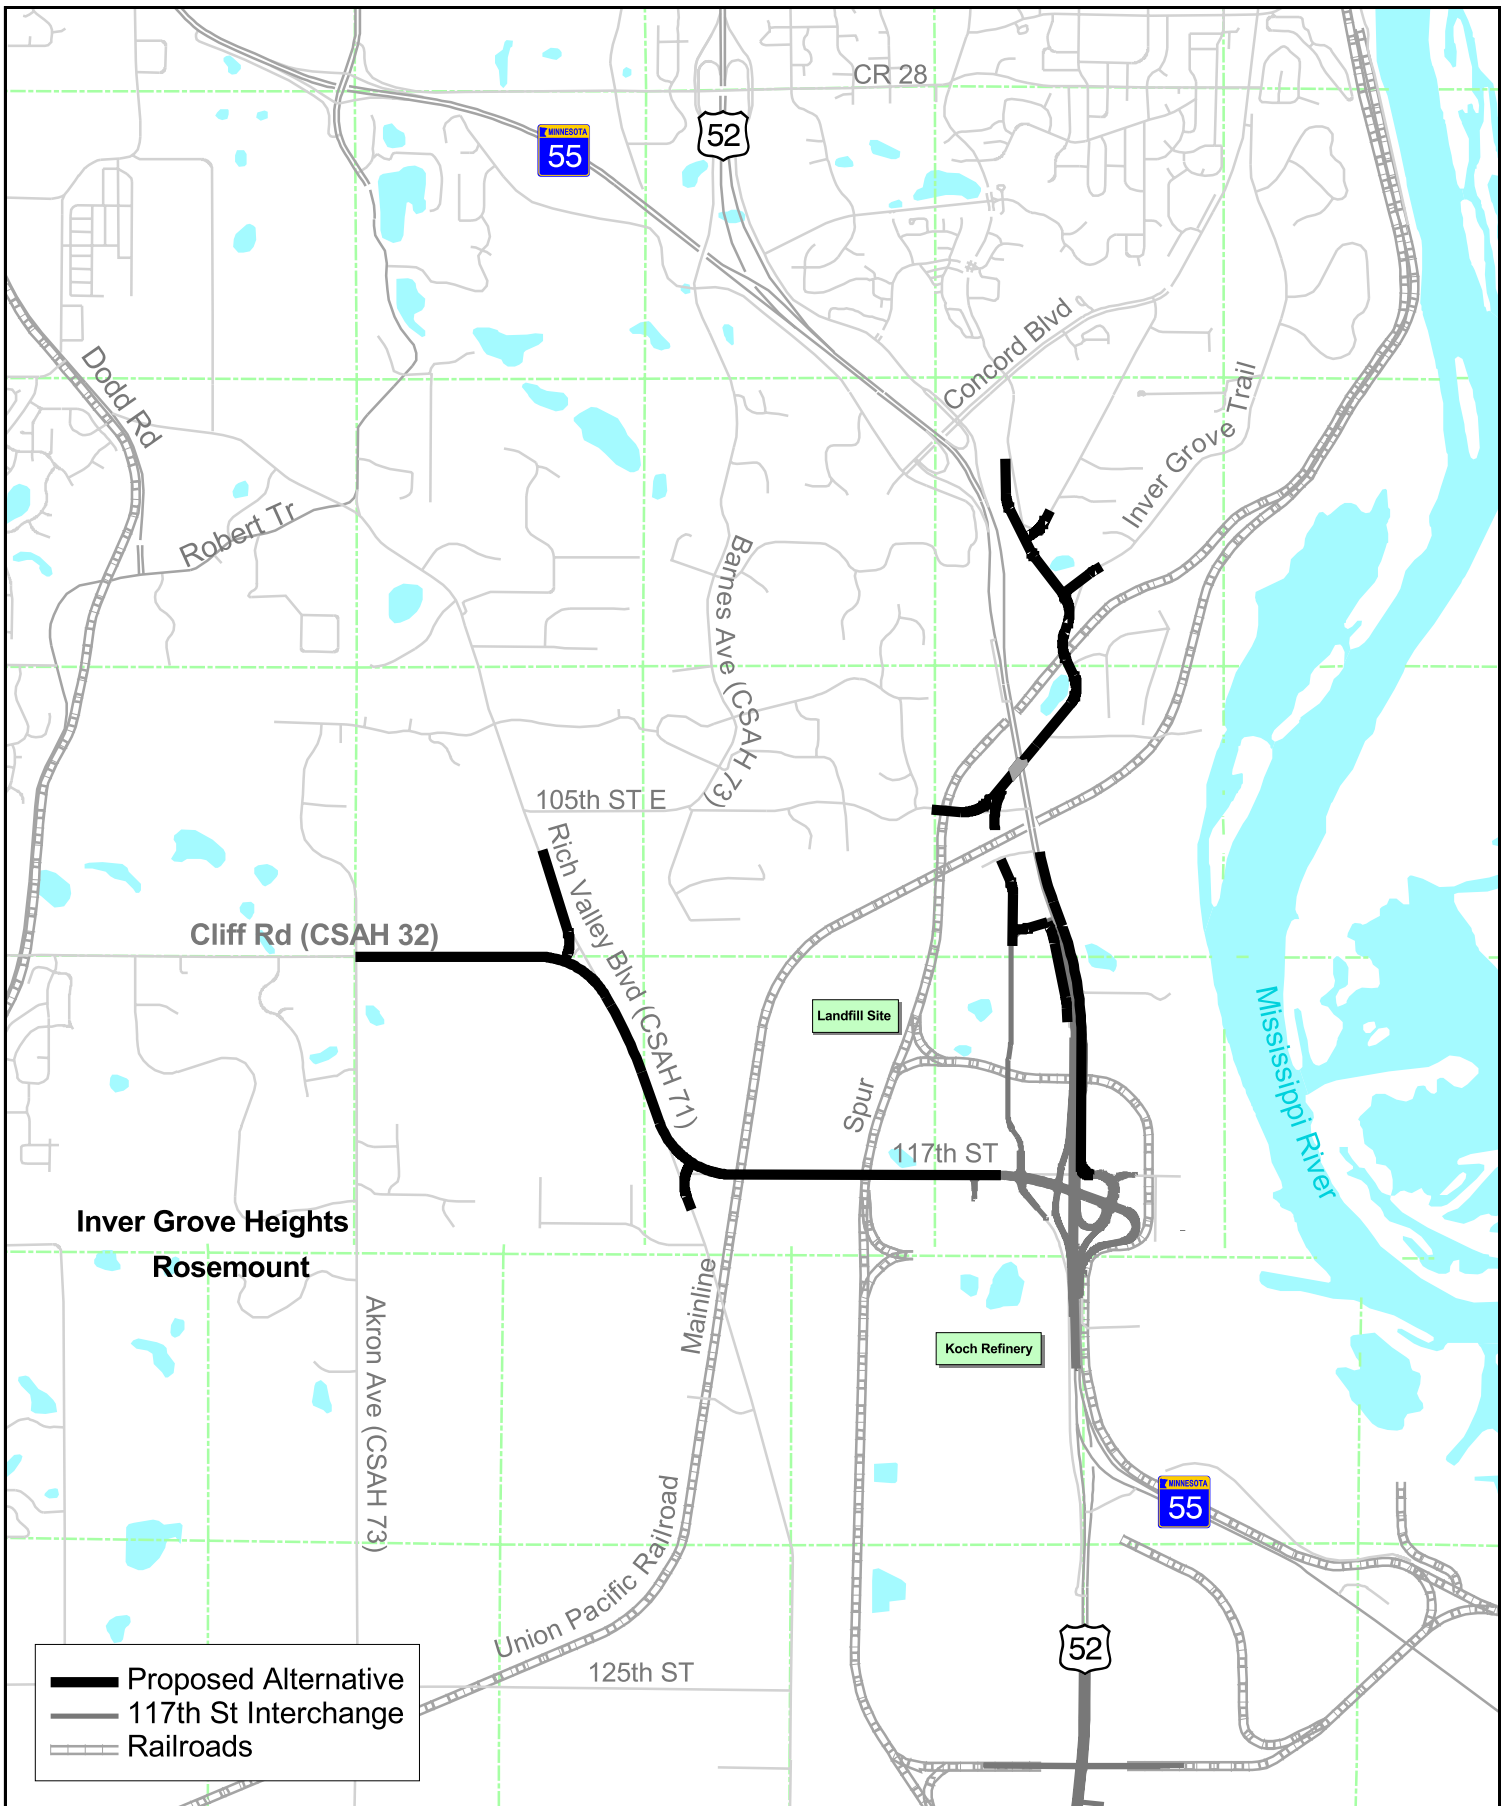 CR 28
MINNESOTA
55
52
Concord Blvd
Dodd Rd
Inver Grove Trail
Robert Tr
Barnes Ave (CSAH 73)
105th ST E
Rich Valley Blvd (CSAH 71)
Cliff Rd (CSAH 32)
Landfill Site
Mississippi River
Spur
117th ST
Inver Grove Heights
Rosemount
Mainline
Akron Ave (CSAH 73)
Koch Refinery
MINNESOTA
55
Union Pacific Railroad
52
125th ST
Proposed Alternative
117th St Interchange
Railroads